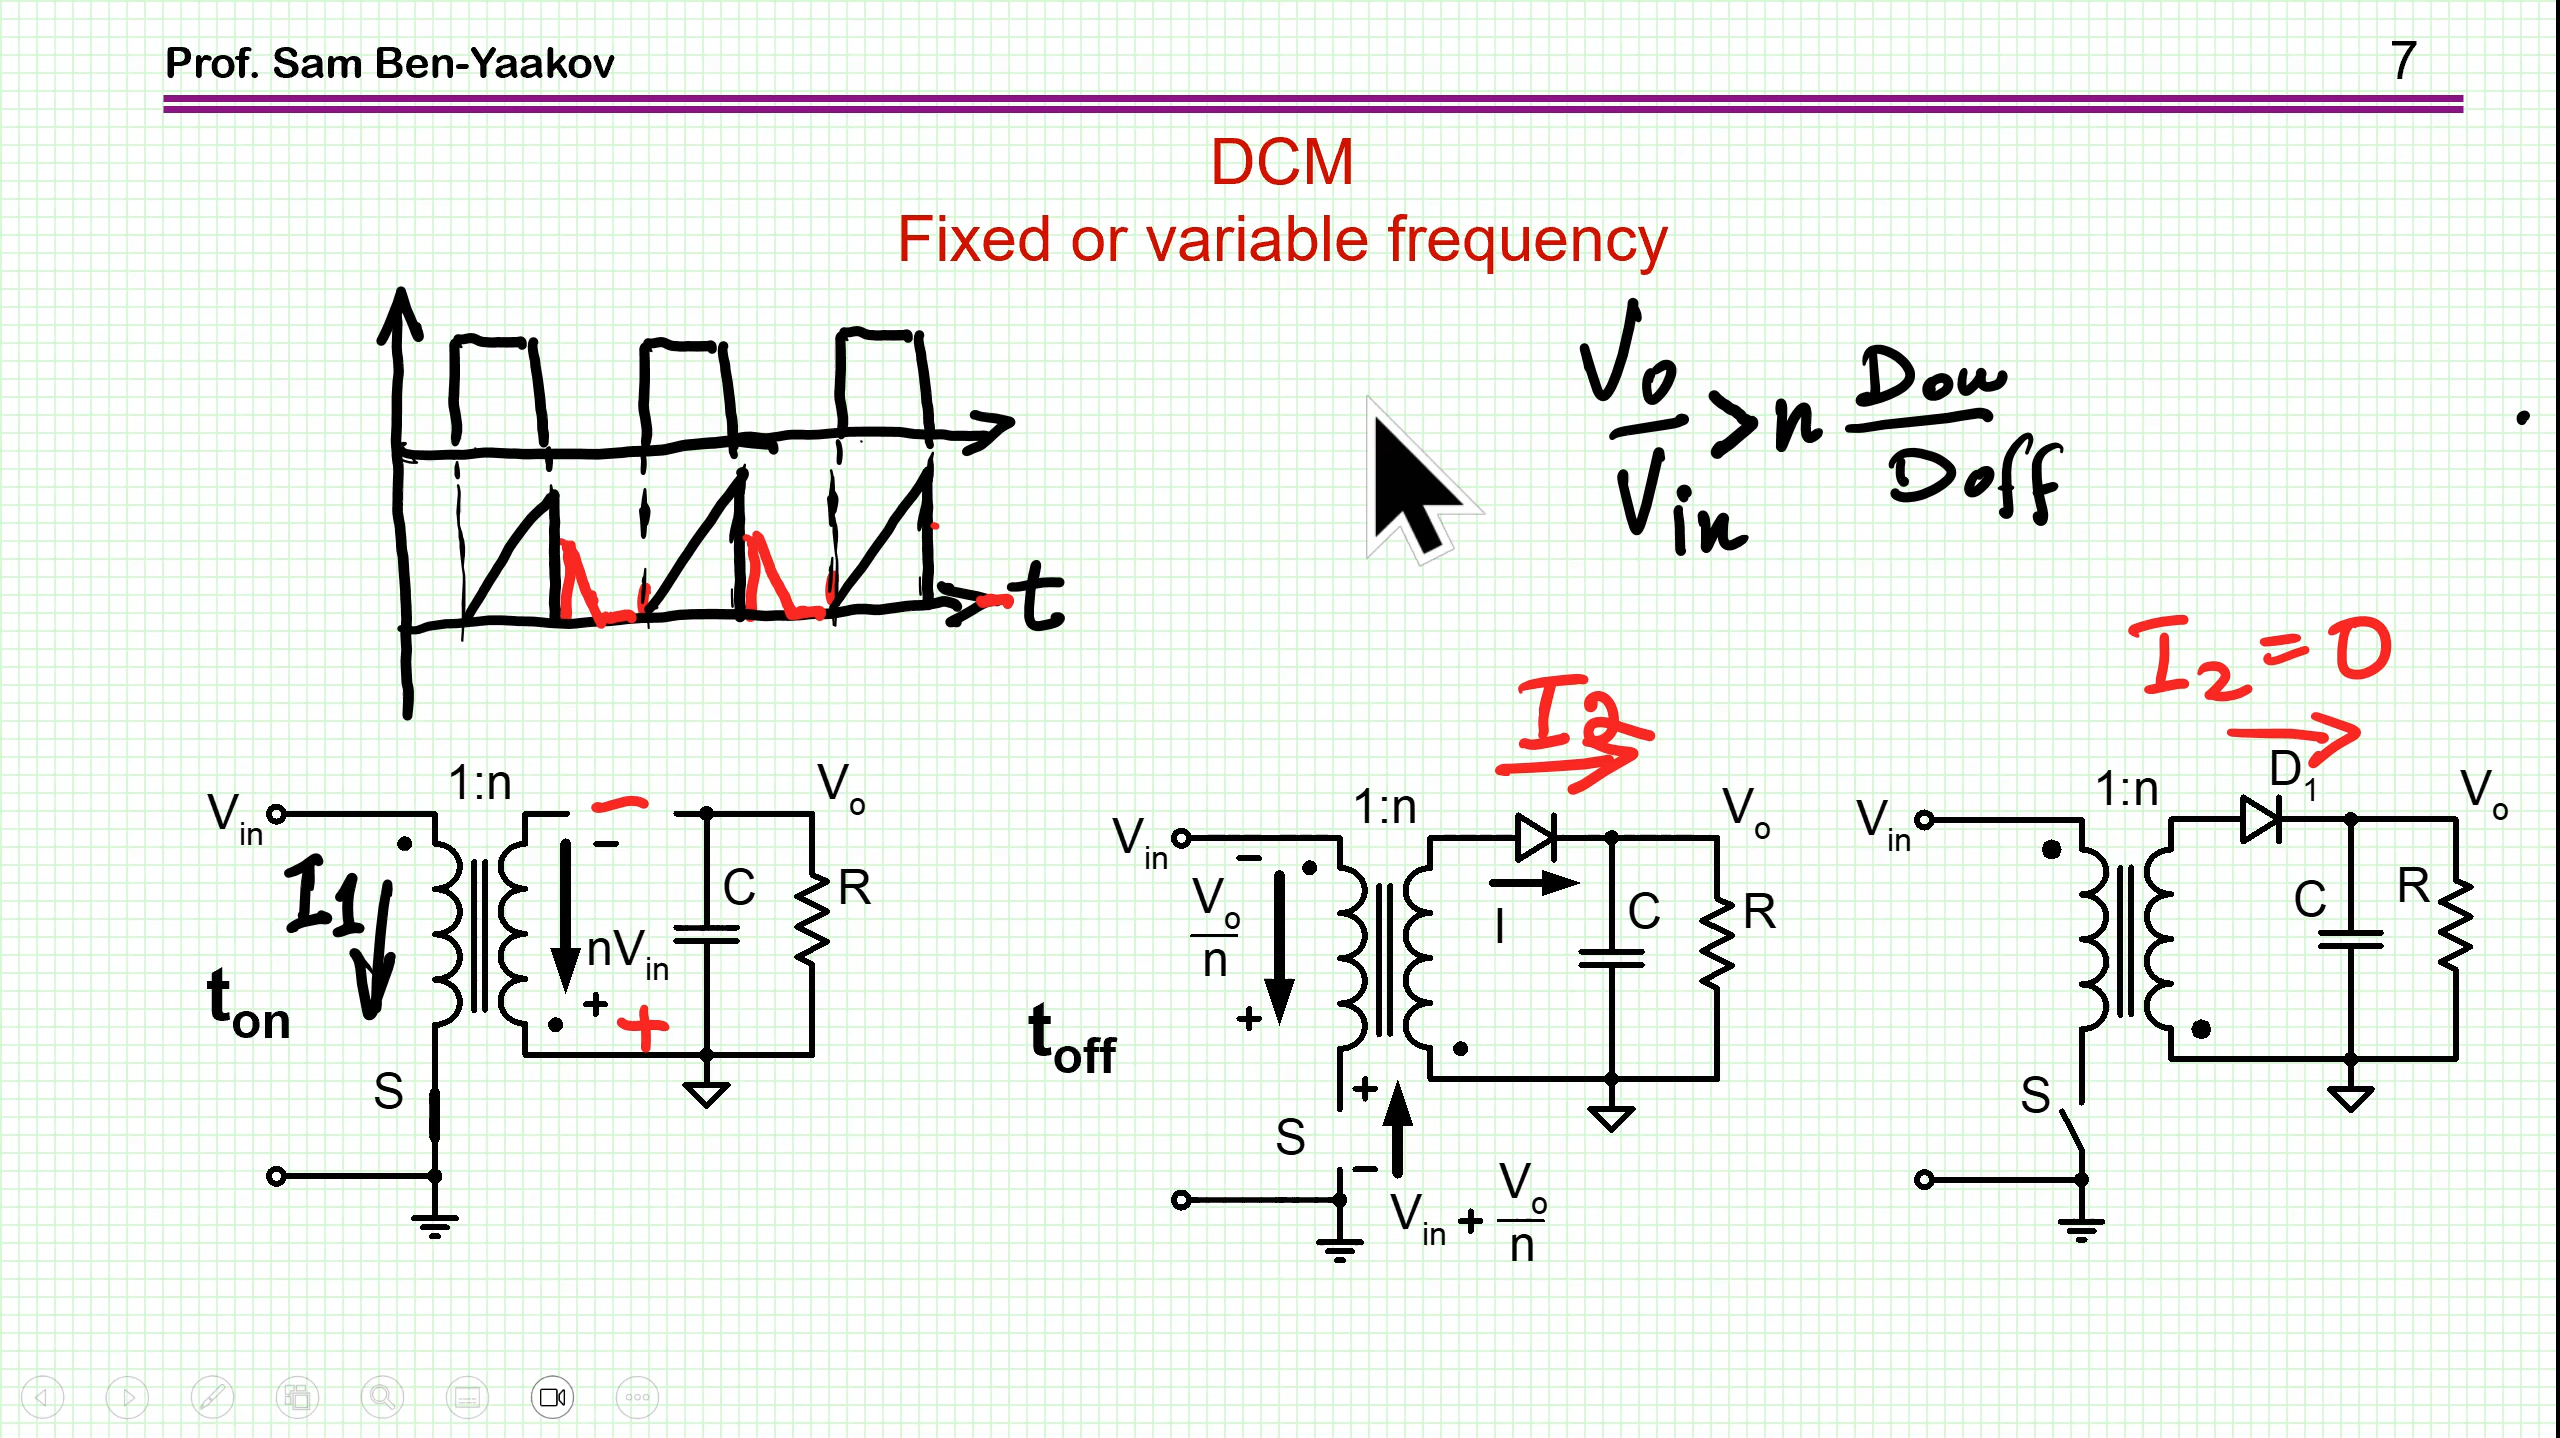 Prof. Sam Ben-Yaakov
7
DCM
Fixed or variable frequency
Vo/Vin > n Don/Doff
t
I2 = 0
I2
1:n
Vo
Vin
I1
−
−
C
R
nVin
+
+
ton
S
1:n
Vo
Vin
−
Vo/n
+
I
C
R
toff
S
+
−
Vin + Vo/n
1:n
D1
Vo
Vin
C
R
S